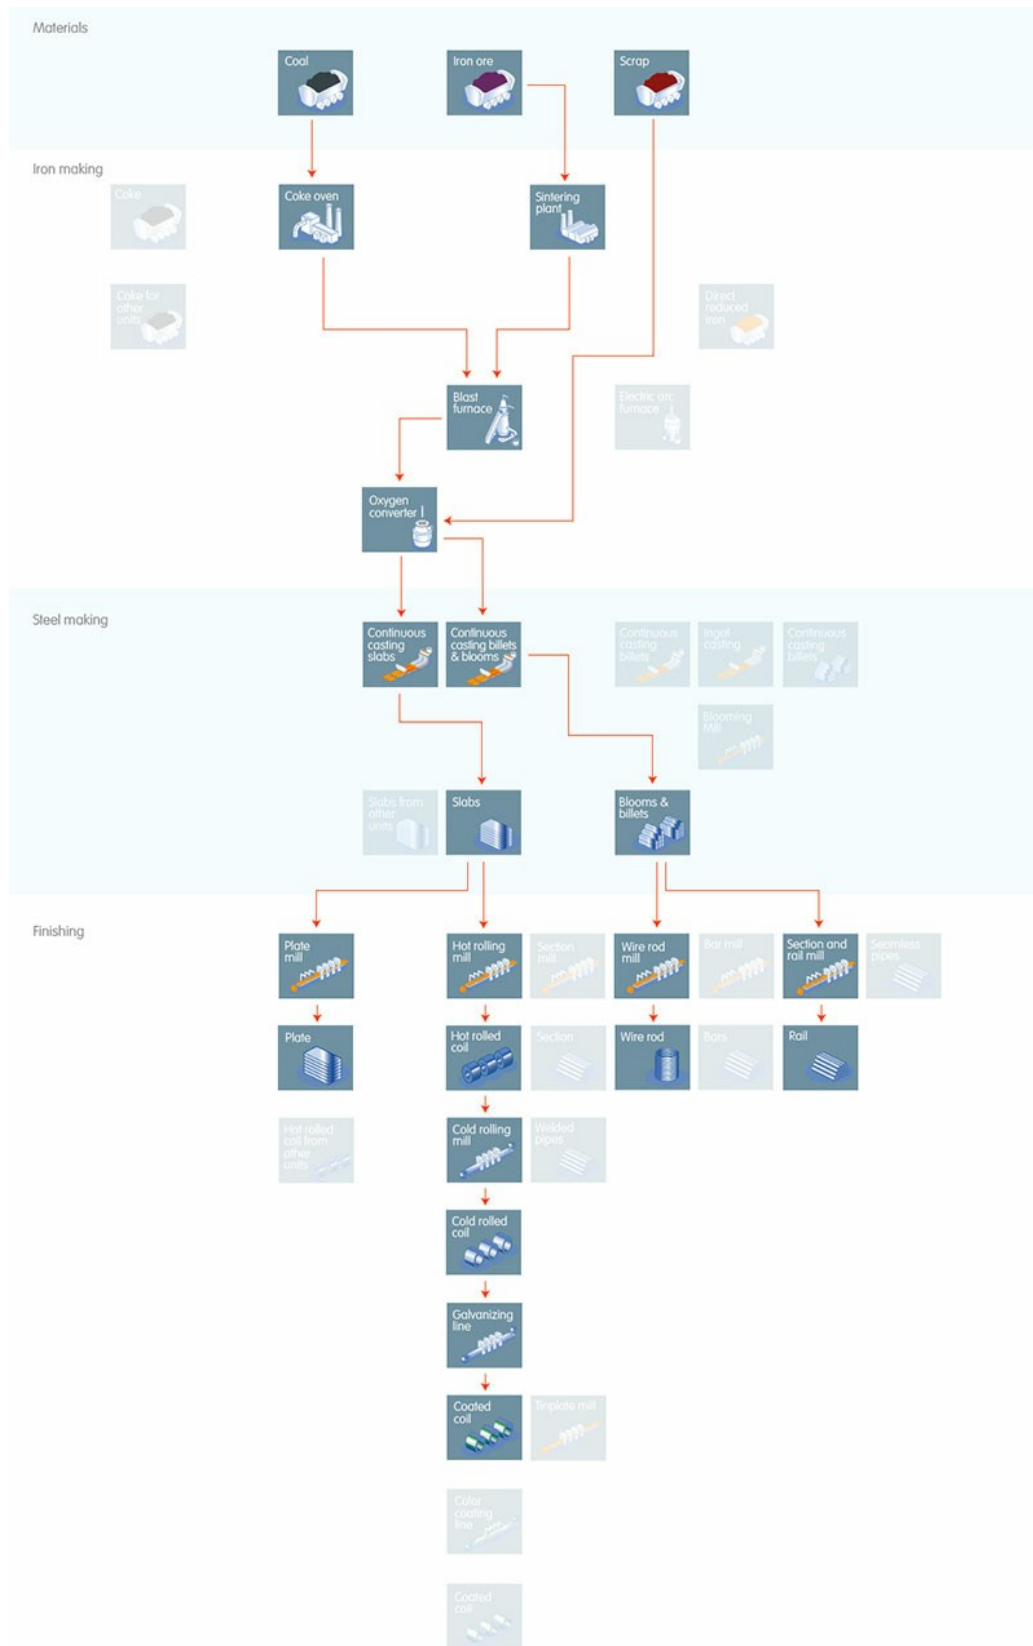 Materials
Coal
Iron ore
Scrap
Iron making
Coke
Coke oven
Sintering
plant
Coke for
other
units
Direct
reduced
iron
Blast
furnace
Electric arc
furnace
Oxygen
converter
Steel making
Continuous
casting
slabs
Continuous
casting billets
& blooms
Continuous
casting
billets
Ingot
casting
Continuous
casting
billets
Blooming
Mill
Slabs from
other
units
Slabs
Blooms &
billets
Finishing
Plate
mill
Hot rolling
mill
Section
mill
Wire rod
mill
Bar mill
Section and
rail mill
Seamless
pipes
Plate
Hot rolled
coil
Section
Wire rod
Bars
Rail
Hot rolled
coil from
other
units
Cold rolling
mill
Welded
pipes
Cold rolled
coil
Galvanizing
line
Coated
coil
Tinplate mill
Color
coating
line
Coated
coil